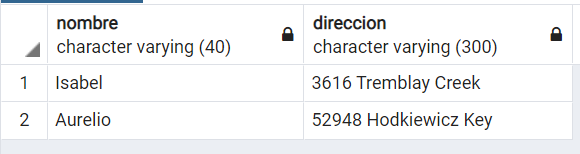 nombre direccion
character varying (40) character varying (300)
1 Isabel 3616 Tremblay Creek
2 Aurelio 52948 Hodkiewicz Key